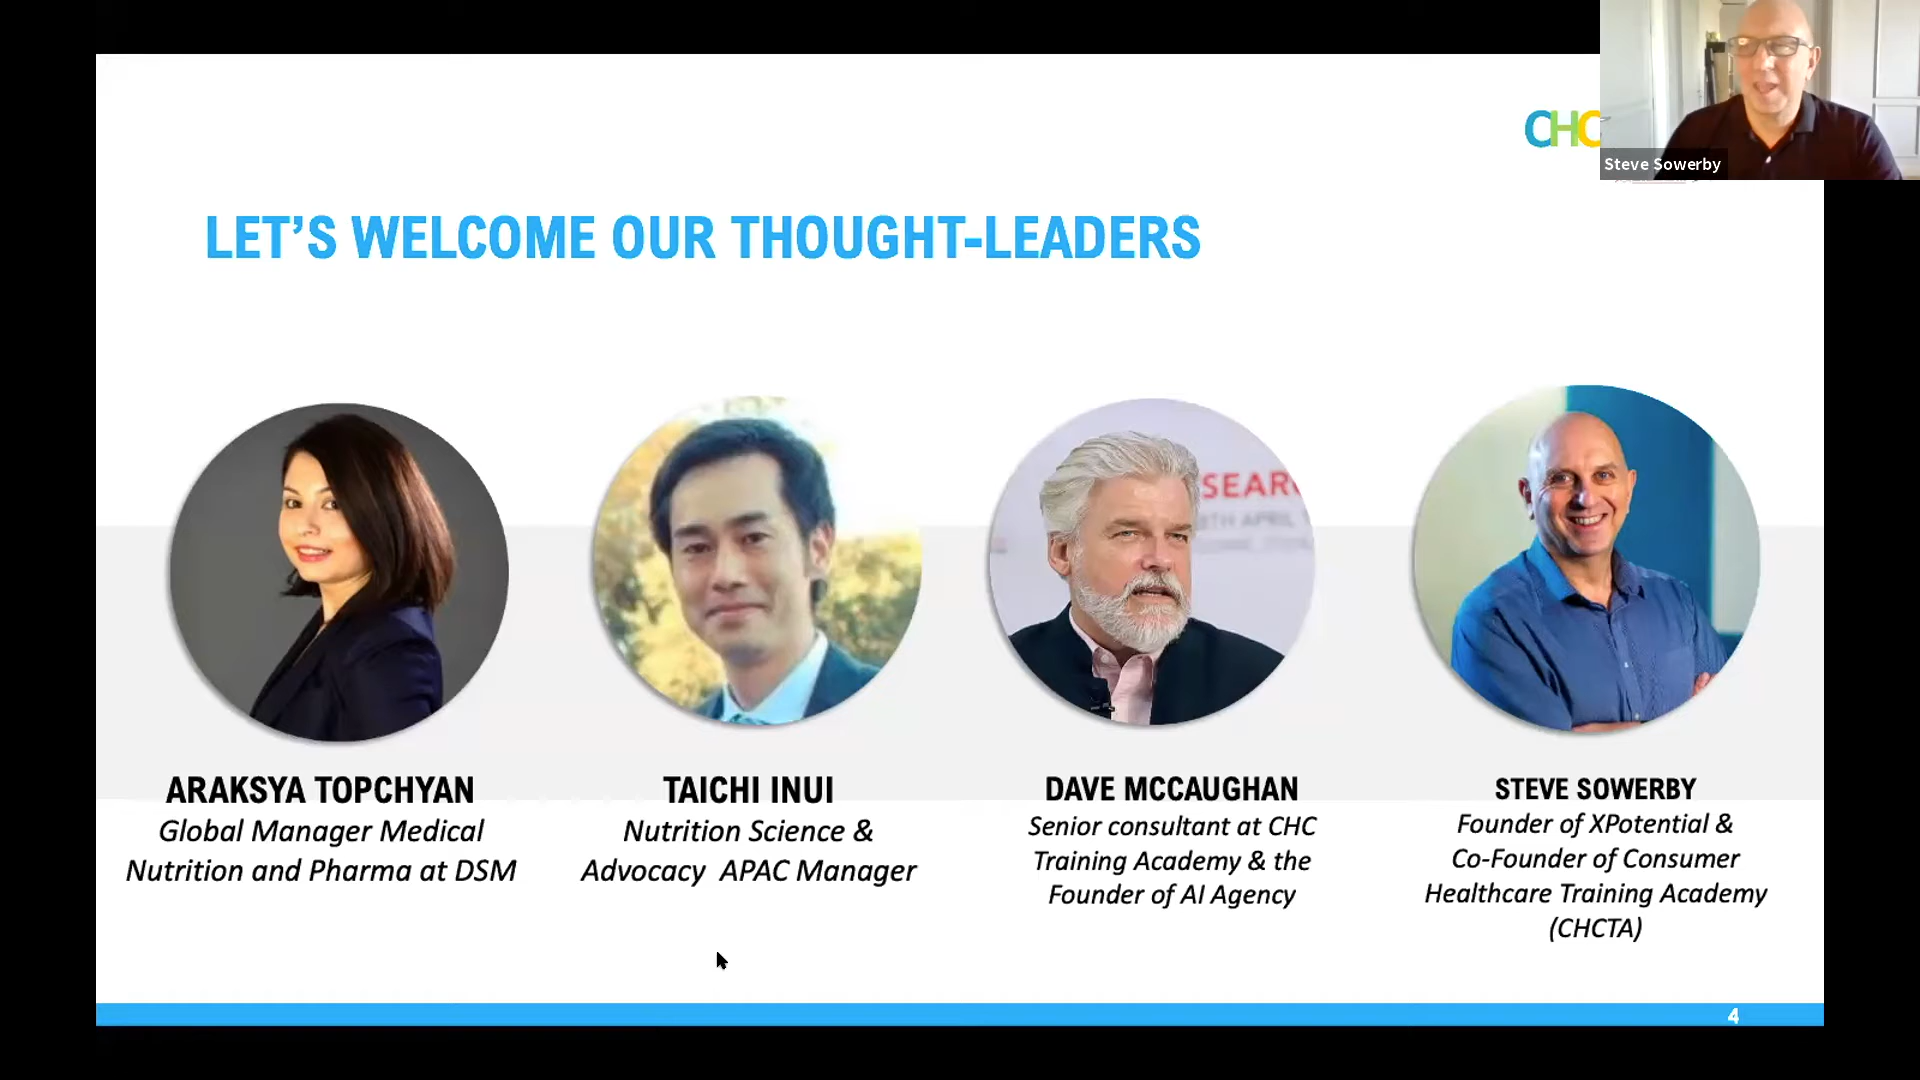 CHC
Steve Sowerby
LET’S WELCOME OUR THOUGHT-LEADERS
SEAR
TH APRIL
ARAKSYA TOPCHYAN
Global Manager Medical
Nutrition and Pharma at DSM
TAICHI INUI
Nutrition Science &
Advocacy APAC Manager
DAVE MCCAUGHAN
Senior consultant at CHC
Training Academy & the
Founder of AI Agency
STEVE SOWERBY
Founder of XPotential &
Co-Founder of Consumer
Healthcare Training Academy
(CHCTA)
4